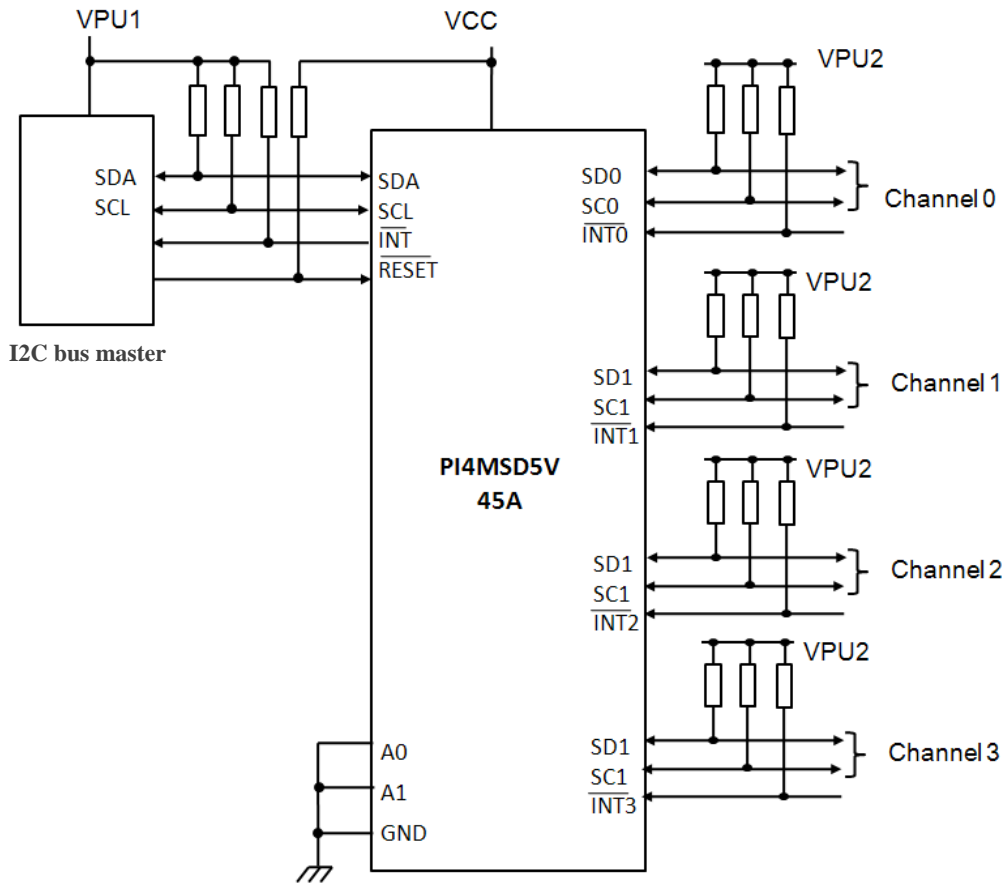 VPU1
VCC
VPU2
SDA
SCL
I2C bus master
SDA
SCL
INT
RESET
PI4MSD5V
45A
A0
A1
GND
SD0
SC0
INT0
Channel 0
VPU2
SD1
SC1
INT1
Channel 1
VPU2
SD1
SC1
INT2
Channel 2
VPU2
SD1
SC1
INT3
Channel 3